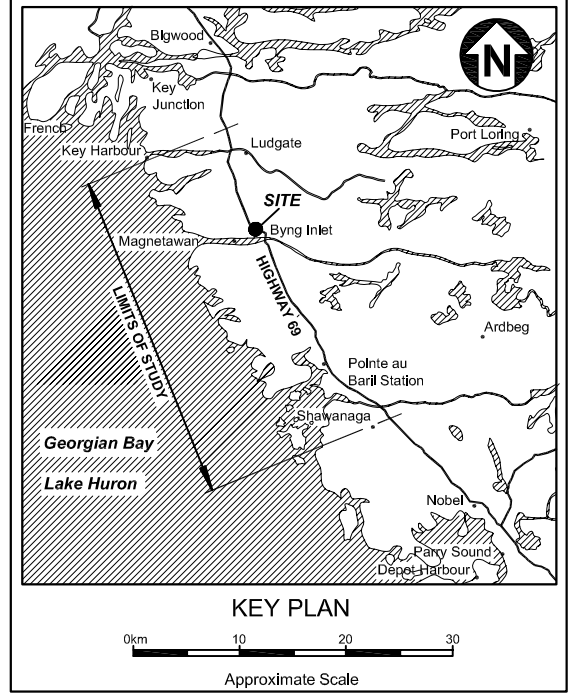 Bigwood
N
Key
Junction
French
Port Loring
Key Harbour
Ludgate
SITE
Byng Inlet
Magnetawan
HIGHWAY 69
LIMITS OF STUDY
Ardbeg
Pointe au
Baril Station
Shawanaga
Georgian Bay
Lake Huron
Nobel
Parry Sound
Depot Harbour
KEY PLAN
0km 10 20 30
Approximate Scale